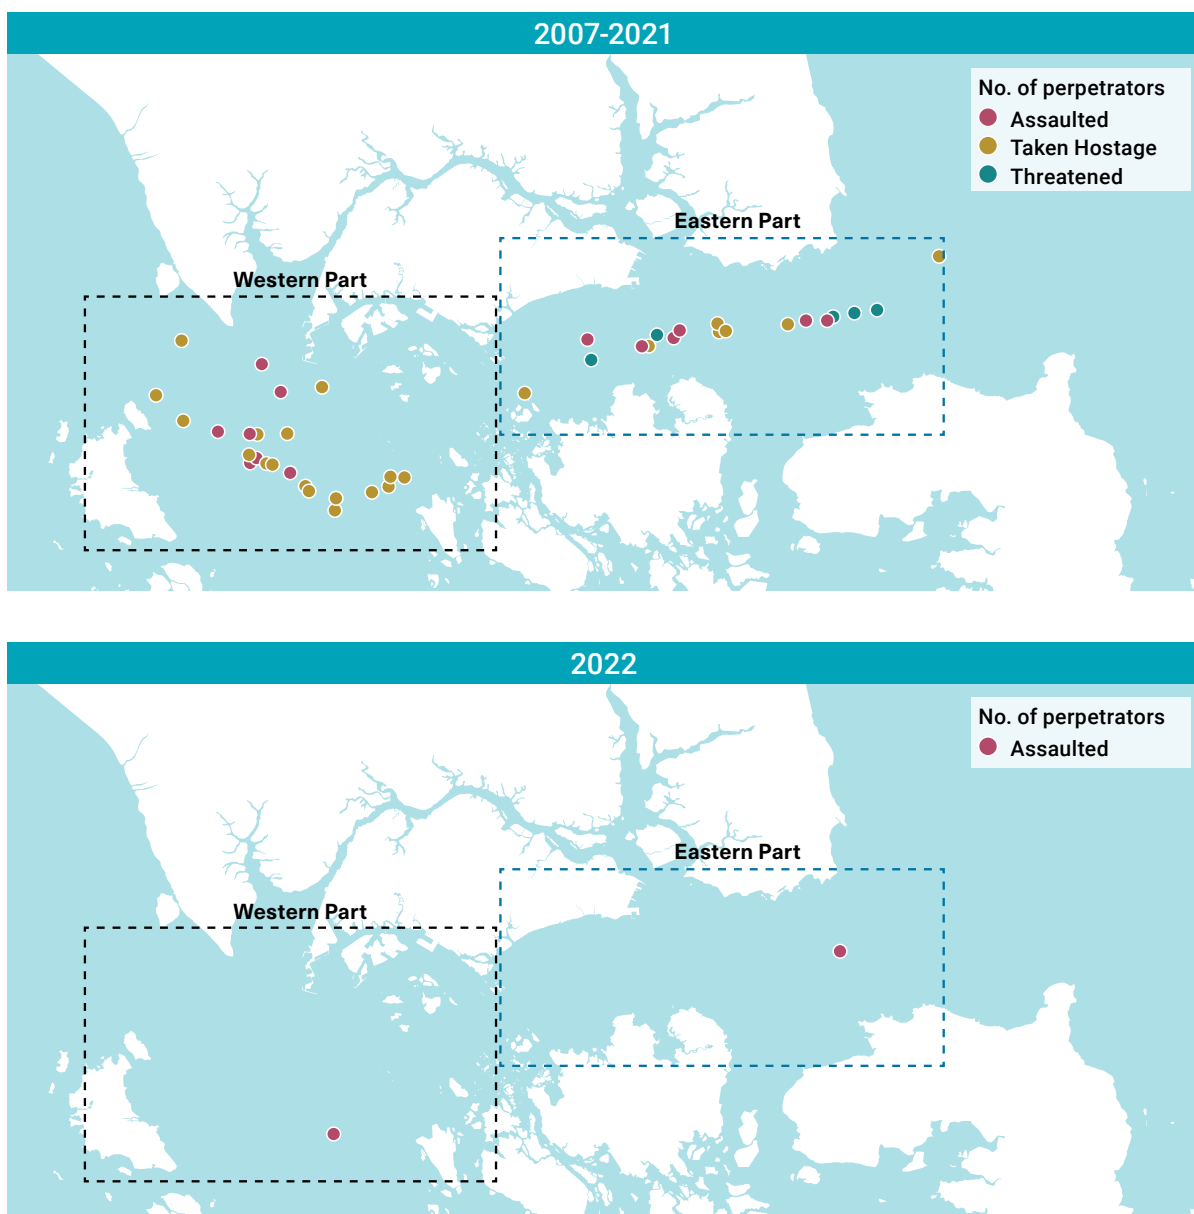 2007-2021
No. of perpetrators
Assaulted
Taken Hostage
Threatened
Eastern Part
Western Part
2022
No. of perpetrators
Assaulted
Eastern Part
Western Part